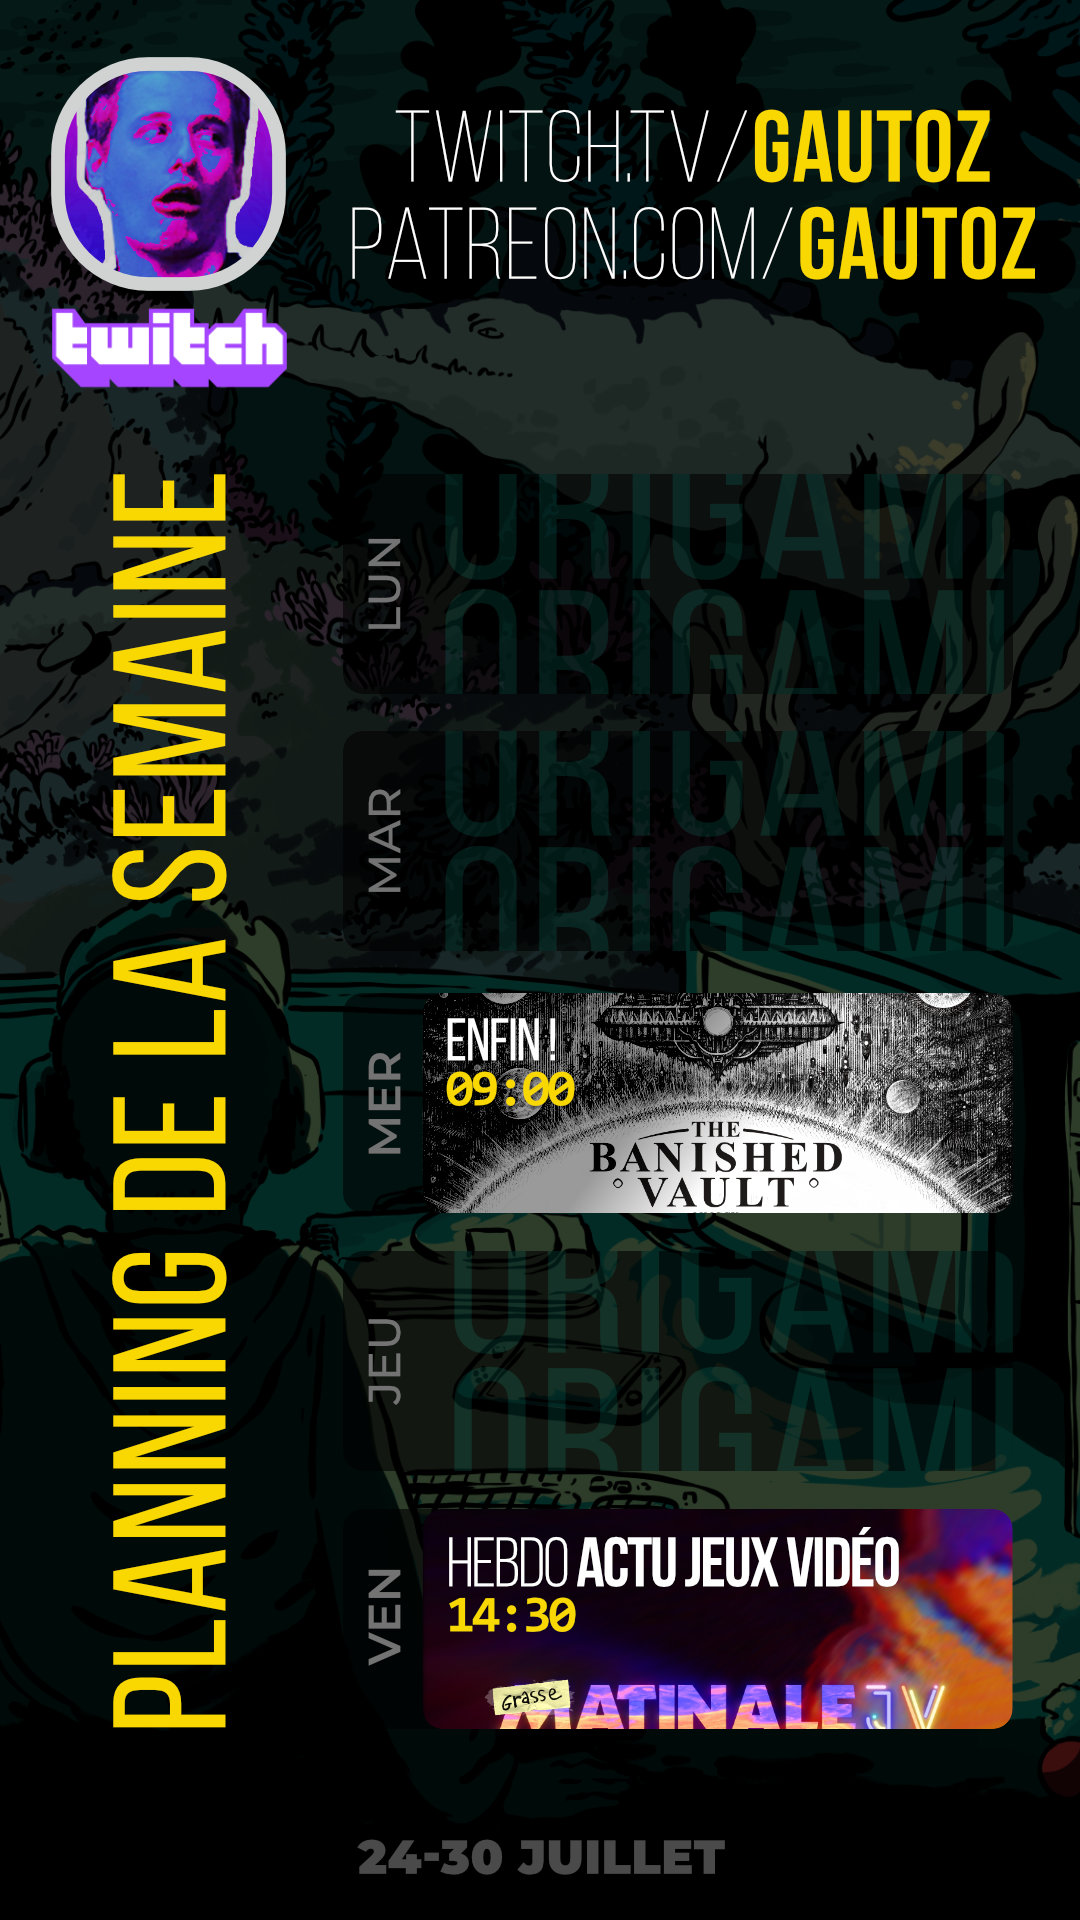 TWITCH.TV/GAUTOZ
PATREON.COM/GAUTOZ
twitch
PLANNING DE LA SEMAINE
LUN
ORIGAMI
ORIGAMI
MAR
ORIGAMI
ORIGAMI
MER
ENFIN !
09:00
THE
BANISHED
VAULT
JEU
ORIGAMI
ORIGAMI
VEN
HEBDO ACTU JEUX VIDÉO
14:30
Grasse
MATINALE JV
24-30 JUILLET